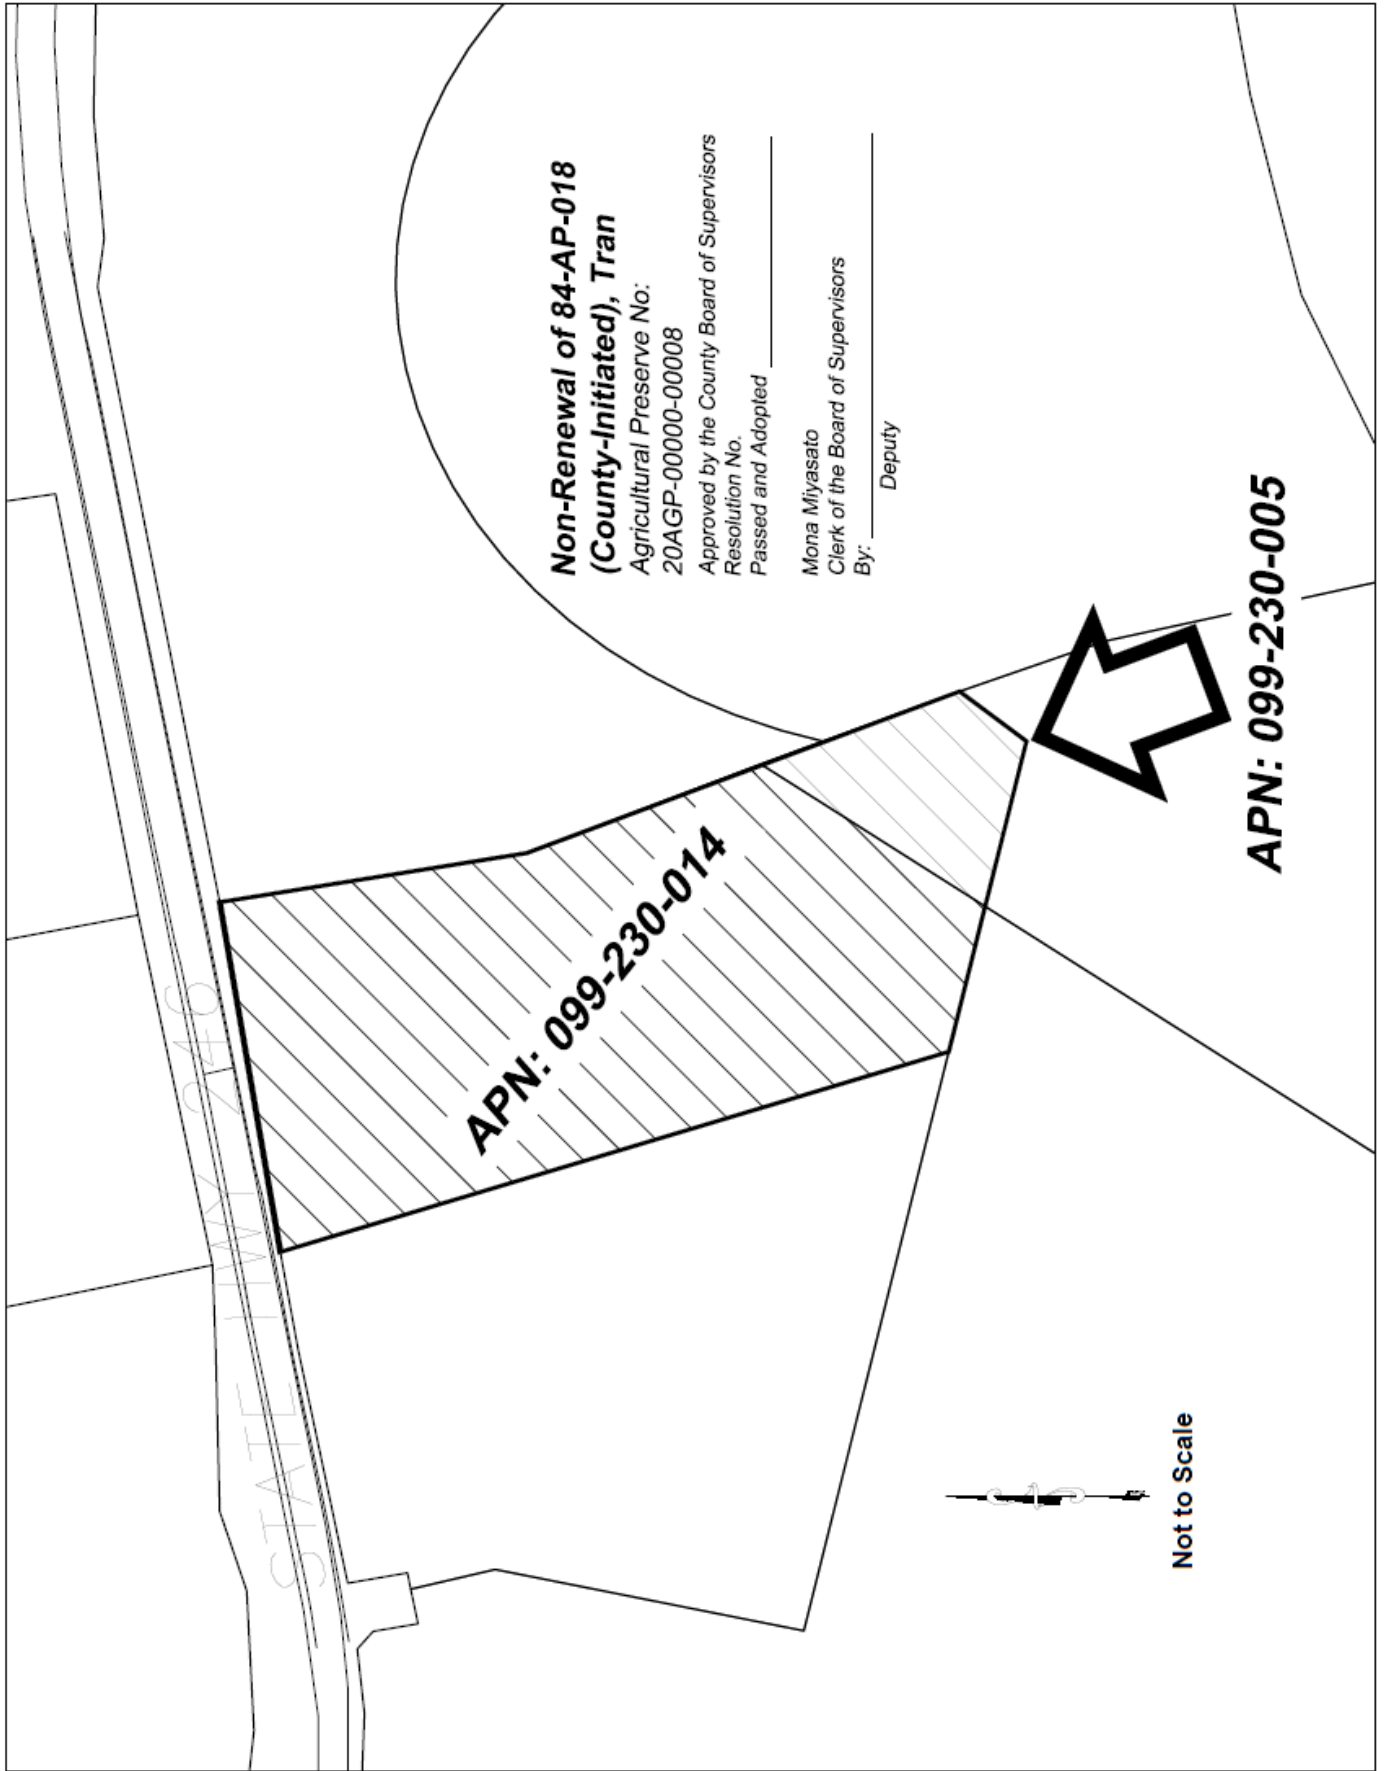 STATE HWY 246
Non-Renewal of 84-AP-018
(County-Initiated), Tran
Agricultural Preserve No:
20AGP-00000-00008
Approved by the County Board of Supervisors
Resolution No.
Passed and Adopted
Mona Miyasato
Clerk of the Board of Supervisors
By:
Deputy
APN: 099-230-014
APN: 099-230-005
Not to Scale